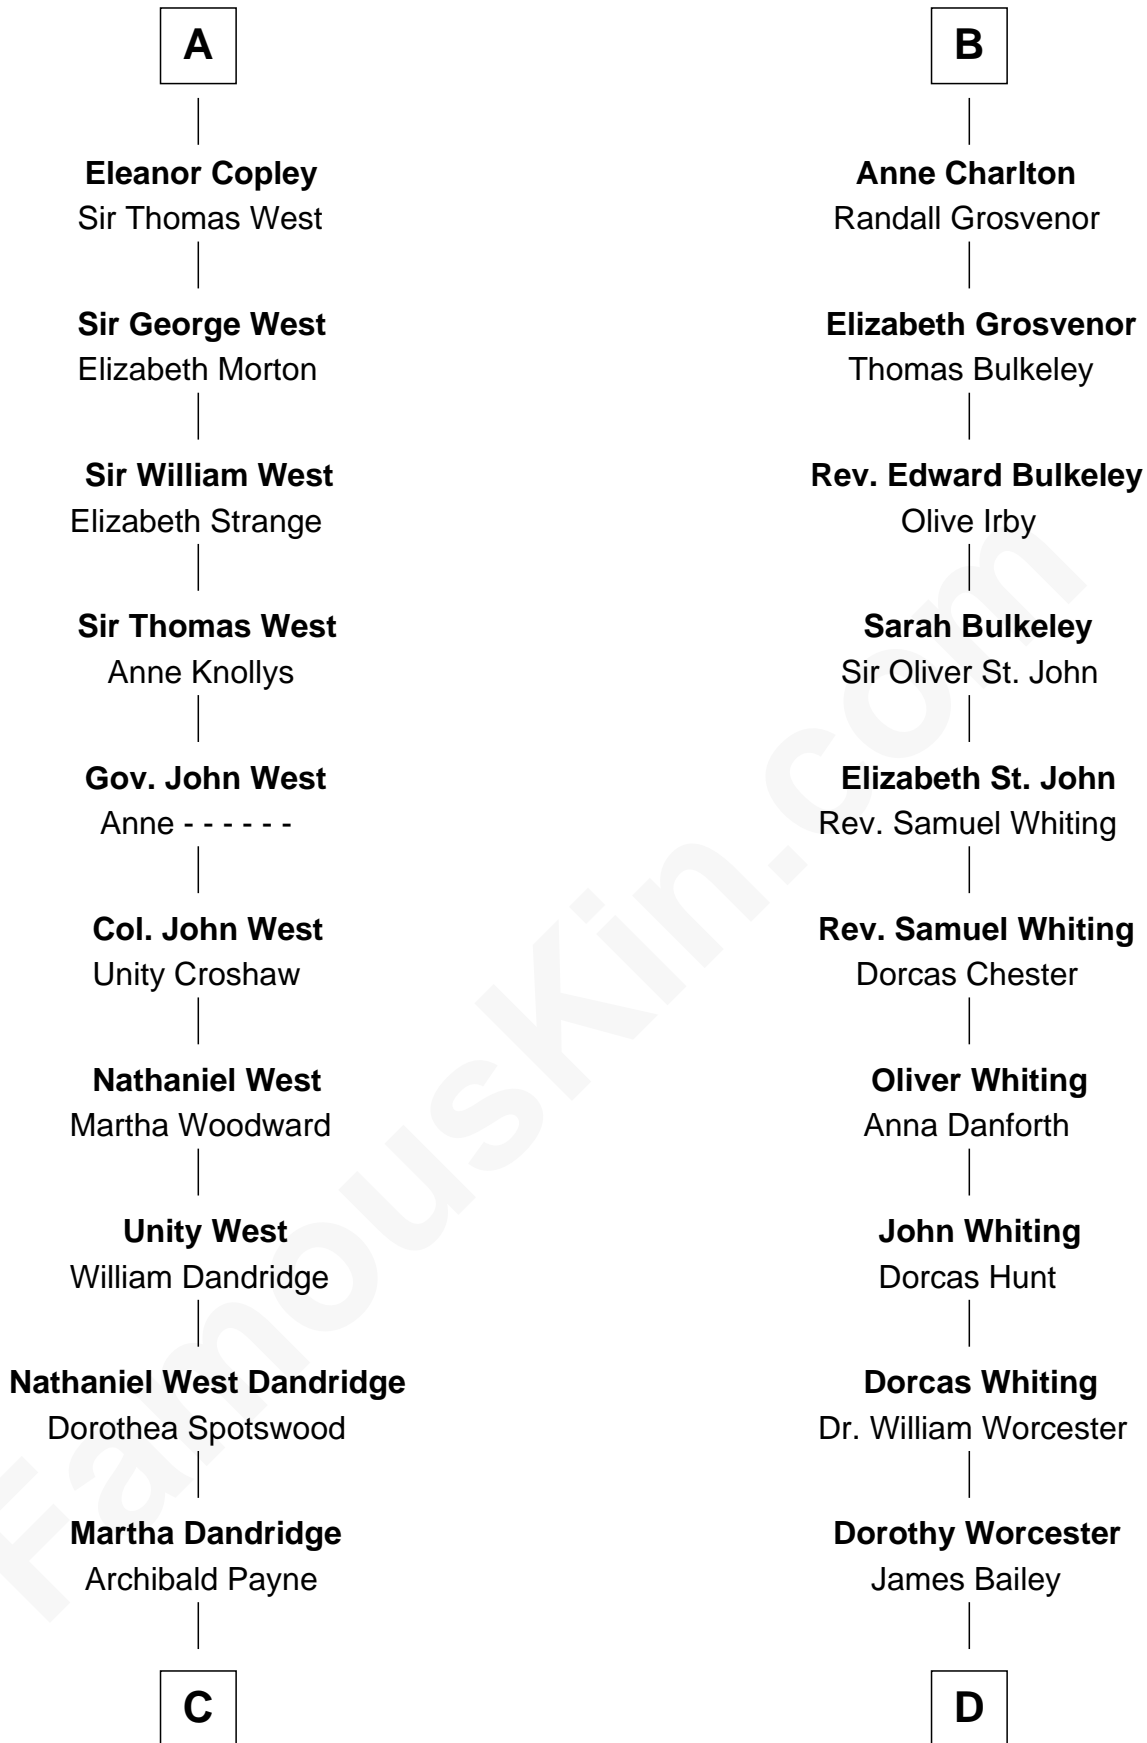 A
Eleanor Copley
Sir Thomas West
Sir George West
Elizabeth Morton
Sir William West
Elizabeth Strange
Sir Thomas West
Anne Knollys
Gov. John West
Anne - - - - - -
Col. John West
Unity Croshaw
Nathaniel West
Martha Woodward
Unity West
William Dandridge
Nathaniel West Dandridge
Dorothea Spotswood
Martha Dandridge
Archibald Payne
C
B
Anne Charlton
Randall Grosvenor
Elizabeth Grosvenor
Thomas Bulkeley
Rev. Edward Bulkeley
Olive Irby
Sarah Bulkeley
Sir Oliver St. John
Elizabeth St. John
Rev. Samuel Whiting
Rev. Samuel Whiting
Dorcas Chester
Oliver Whiting
Anna Danforth
John Whiting
Dorcas Hunt
Dorcas Whiting
Dr. William Worcester
Dorothy Worcester
James Bailey
D
FamousKin.com